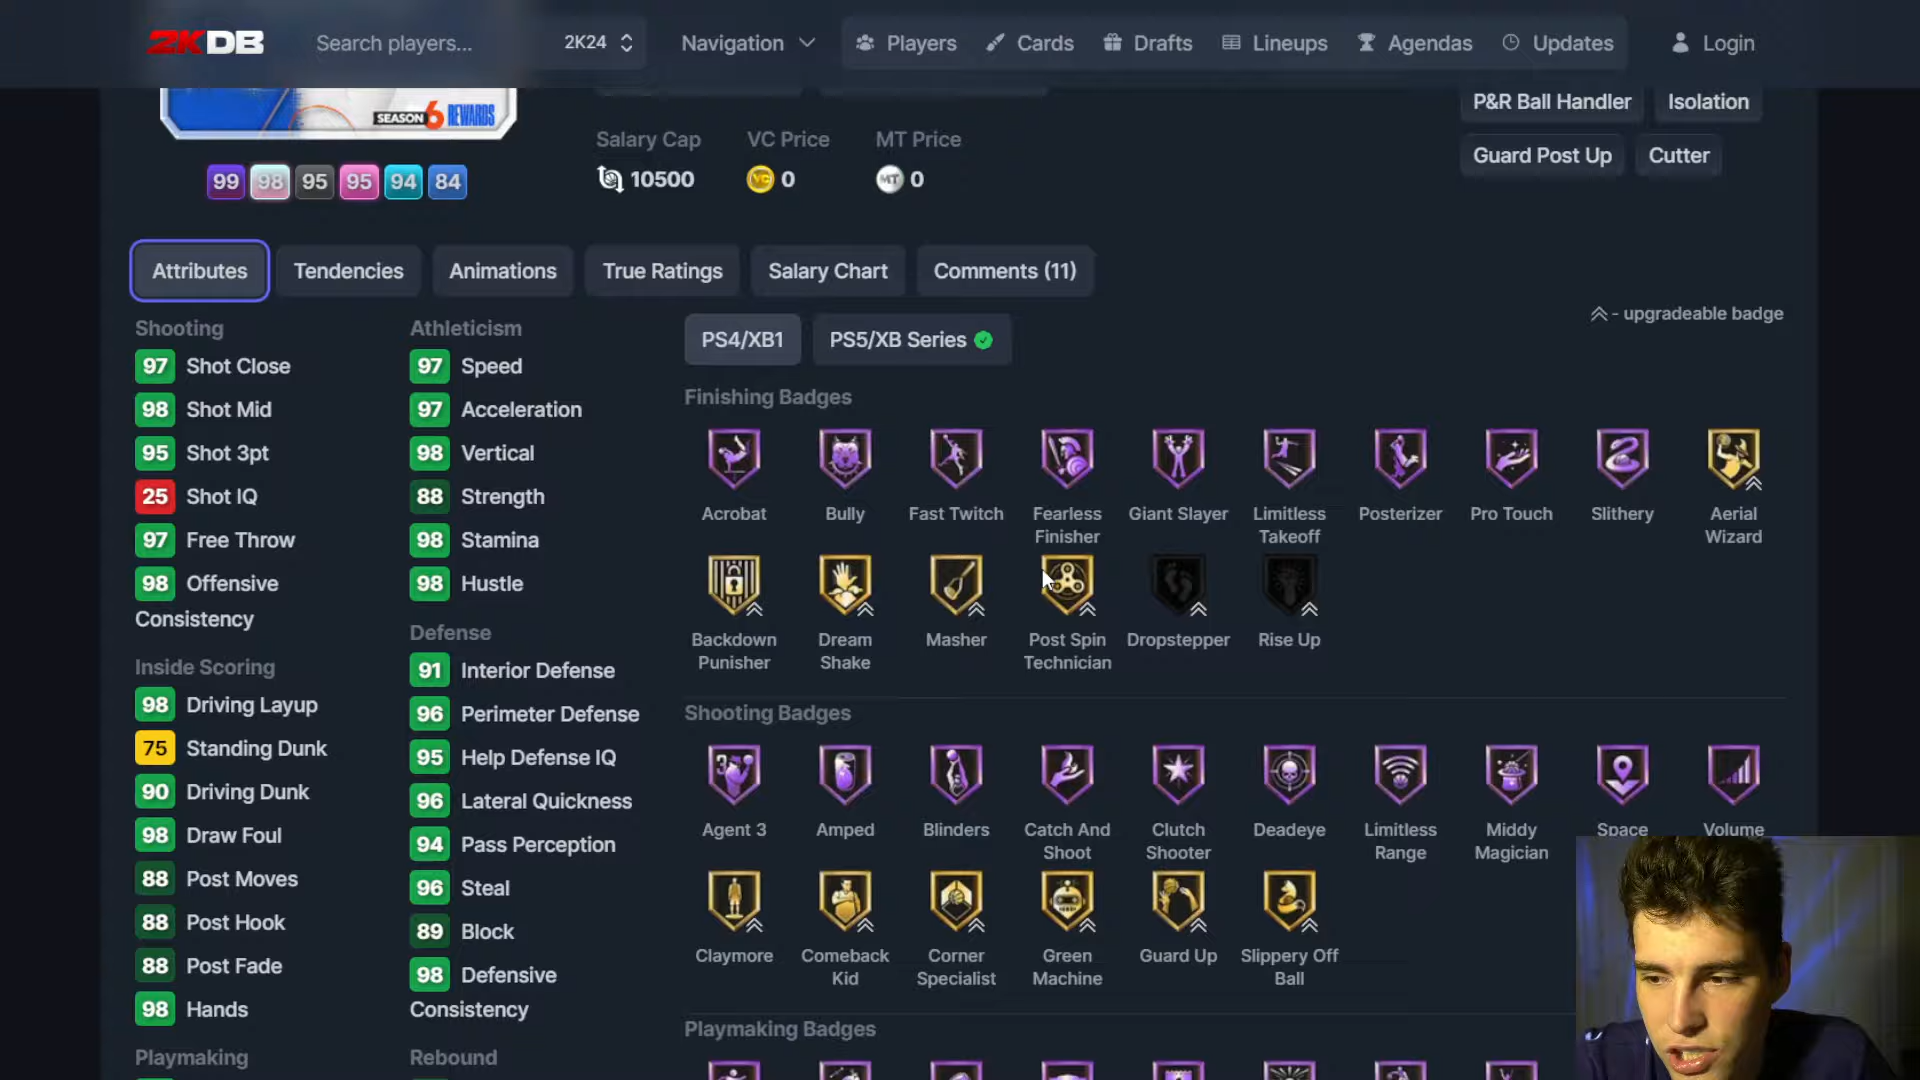 2KDB Search players... 2K24 Navigation Players Cards Drafts Lineups Agendas Updates Login
SEASON 6 REWARDS
P&R Ball Handler Isolation
Guard Post Up Cutter
Salary Cap VC Price MT Price
10500 VC 0 MT 0
99 98 95 95 94 84
Attributes Tendencies Animations True Ratings Salary Chart Comments (11)
- upgradeable badge
PS4/XB1 PS5/XB Series
Shooting
97 Shot Close
98 Shot Mid
95 Shot 3pt
25 Shot IQ
97 Free Throw
98 Offensive
Consistency
Inside Scoring
98 Driving Layup
75 Standing Dunk
90 Driving Dunk
98 Draw Foul
88 Post Moves
88 Post Hook
88 Post Fade
98 Hands
Playmaking
Athleticism
97 Speed
97 Acceleration
98 Vertical
88 Strength
98 Stamina
98 Hustle
Defense
91 Interior Defense
96 Perimeter Defense
95 Help Defense IQ
96 Lateral Quickness
94 Pass Perception
96 Steal
89 Block
98 Defensive
Consistency
Rebound
Finishing Badges
Acrobat Bully Fast Twitch Fearless Giant Slayer Limitless Posterizer Pro Touch Slithery Aerial
Finisher Takeoff Wizard
Backdown Dream Masher Post Spin Dropstepper Rise Up
Punisher Shake Technician
Shooting Badges
3
Agent 3 Amped Blinders Catch And Clutch Deadeye Limitless Middy Space Volume
Shoot Shooter Range Magician
Claymore Comeback Corner Green Guard Up Slippery Off
Kid Specialist Machine Ball
Playmaking Badges